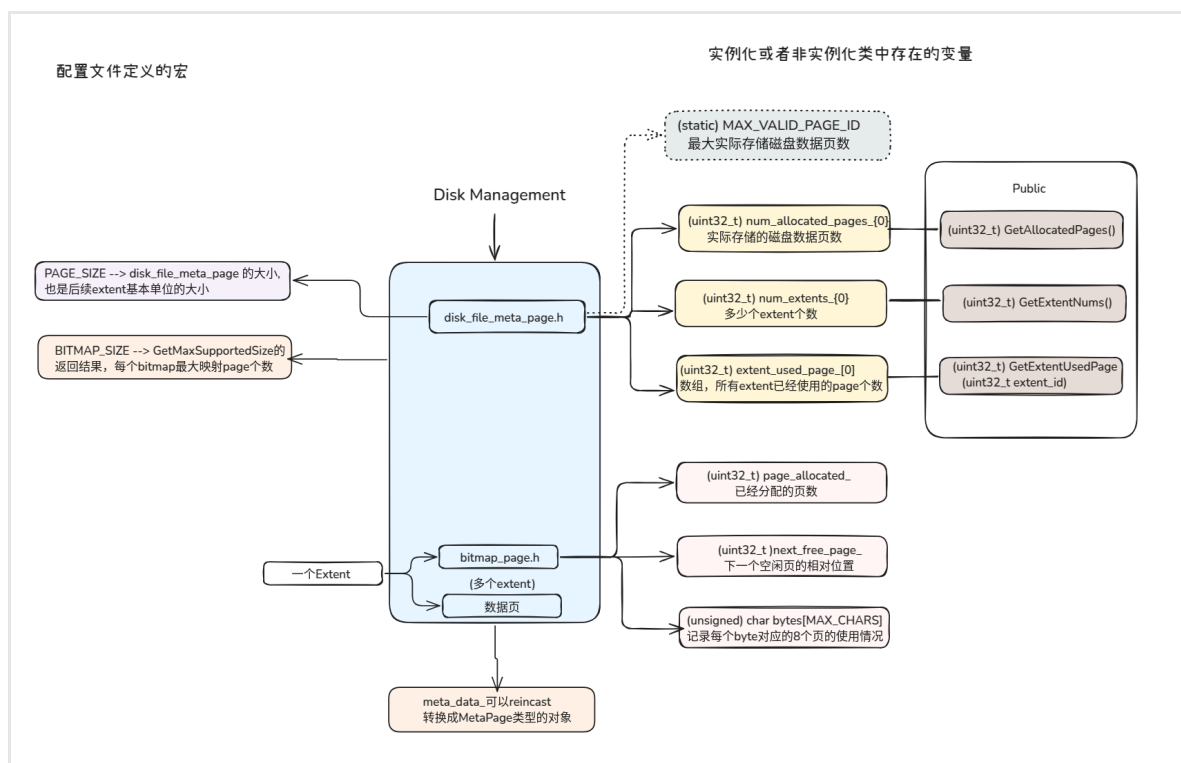 实例化或者非实例化类中存在的变量
配置文件定义的宏
(static) MAX_VALID_PAGE_ID
最大实际存储磁盘数据页数
Disk Management
Public
(uint32_t) num_allocated_pages_{0}
实际存储的磁盘数据页数
(uint32_t) GetAllocatedPages()
PAGE_SIZE --> disk_file_meta_page 的大小,
也是后续extent基本单位的大小
disk_file_meta_page.h
(uint32_t) num_extents_{0}
多少个extent个数
(uint32_t) GetExtentNums()
BITMAP_SIZE --> GetMaxSupportedSize的
返回结果，每个bitmap最大映射page个数
(uint32_t) extent_used_page_[0]
数组，所有extent已经使用的page个数
(uint32_t) GetExtentUsedPage
(uint32_t extent_id)
(uint32_t) page_allocated_
已经分配的页数
bitmap_page.h
(uint32_t )next_free_page_
下一个空闲页的相对位置
一个Extent
(多个extent)
数据页
(unsigned) char bytes[MAX_CHARS]
记录每个byte对应的8个页的使用情况
meta_data_可以reincast
转换成MetaPage类型的对象